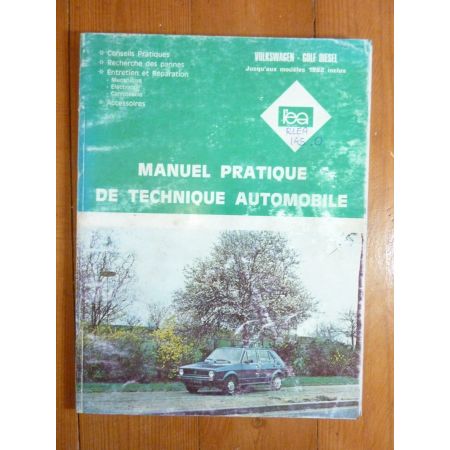 Conseils Pratiques
Recherche des pannes
Entretien et Réparation
- Mécanique
- Electricité
- Carrosserie
Accessoires
VOLKSWAGEN - GOLF DIESEL
Jusqu'aux modèles 1982 inclus
l'ea
RLEA
MANUEL PRATIQUE
DE TECHNIQUE AUTOMOBILE